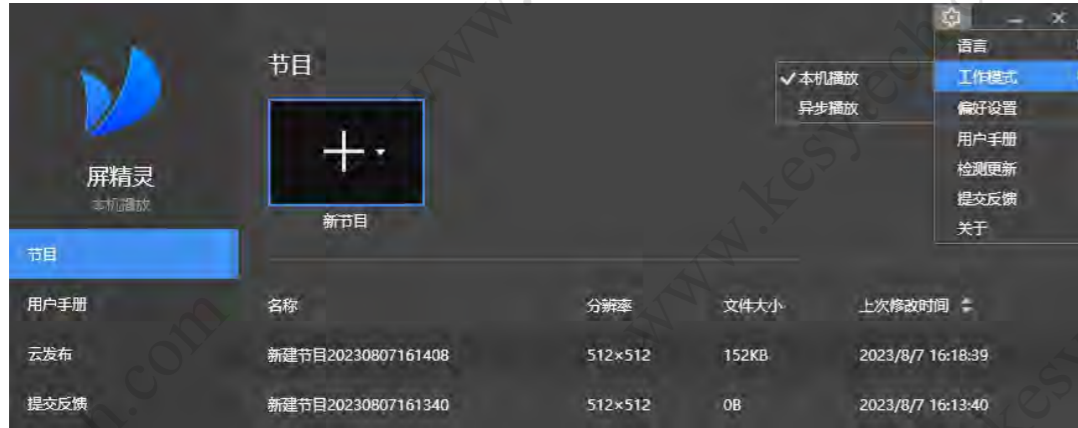 节目
语言
✓本机播放
工作模式
异步播放
偏好设置
用户手册
检测更新
提交反馈
关于
屏精灵
本机播放
新节目
节目
用户手册
云发布
提交反馈
名称 分辨率 文件大小 上次修改时间
新建节目20230807161408 512×512 152KB 2023/8/7 16:18:39
新建节目20230807161340 512×512 0B 2023/8/7 16:13:40
www.kesy.tech